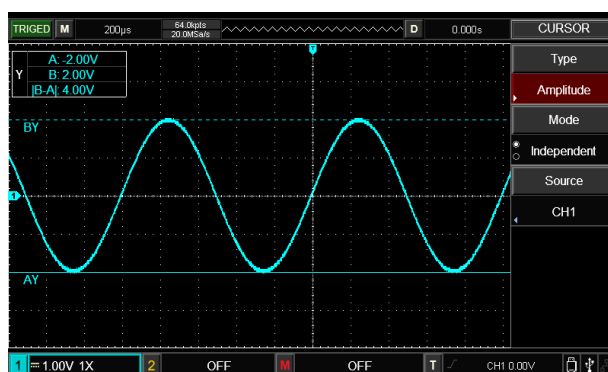 TRIGED M 200μs 64.0kpts D 0.000s CURSOR
20.0MSa/s
T
Type
Y A: -2.00V
B: 2.00V
|B-A|: 4.00V
Amplitude
Mode
BY
Independent
Source
1
CH1
AY
1 1.00V 1X 2 OFF M OFF T CH1 0.00V